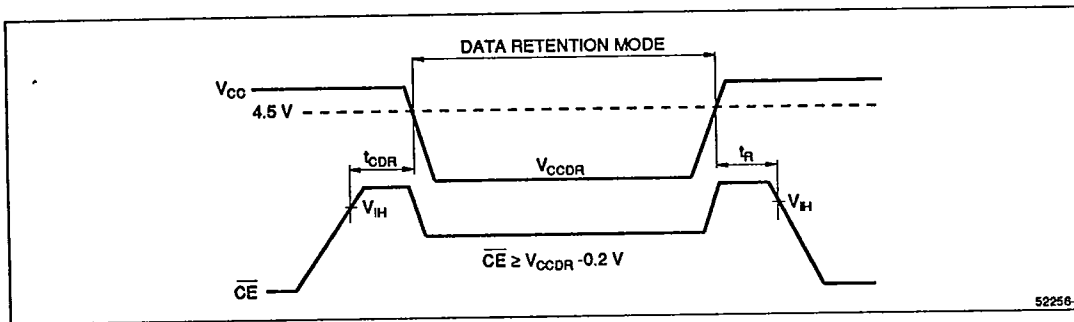 DATA RETENTION MODE
VCC
4.5 V
tCDR
VCCDR
tR
VIH
VIH
CE ≥ VCCDR -0.2 V
CE
52256-